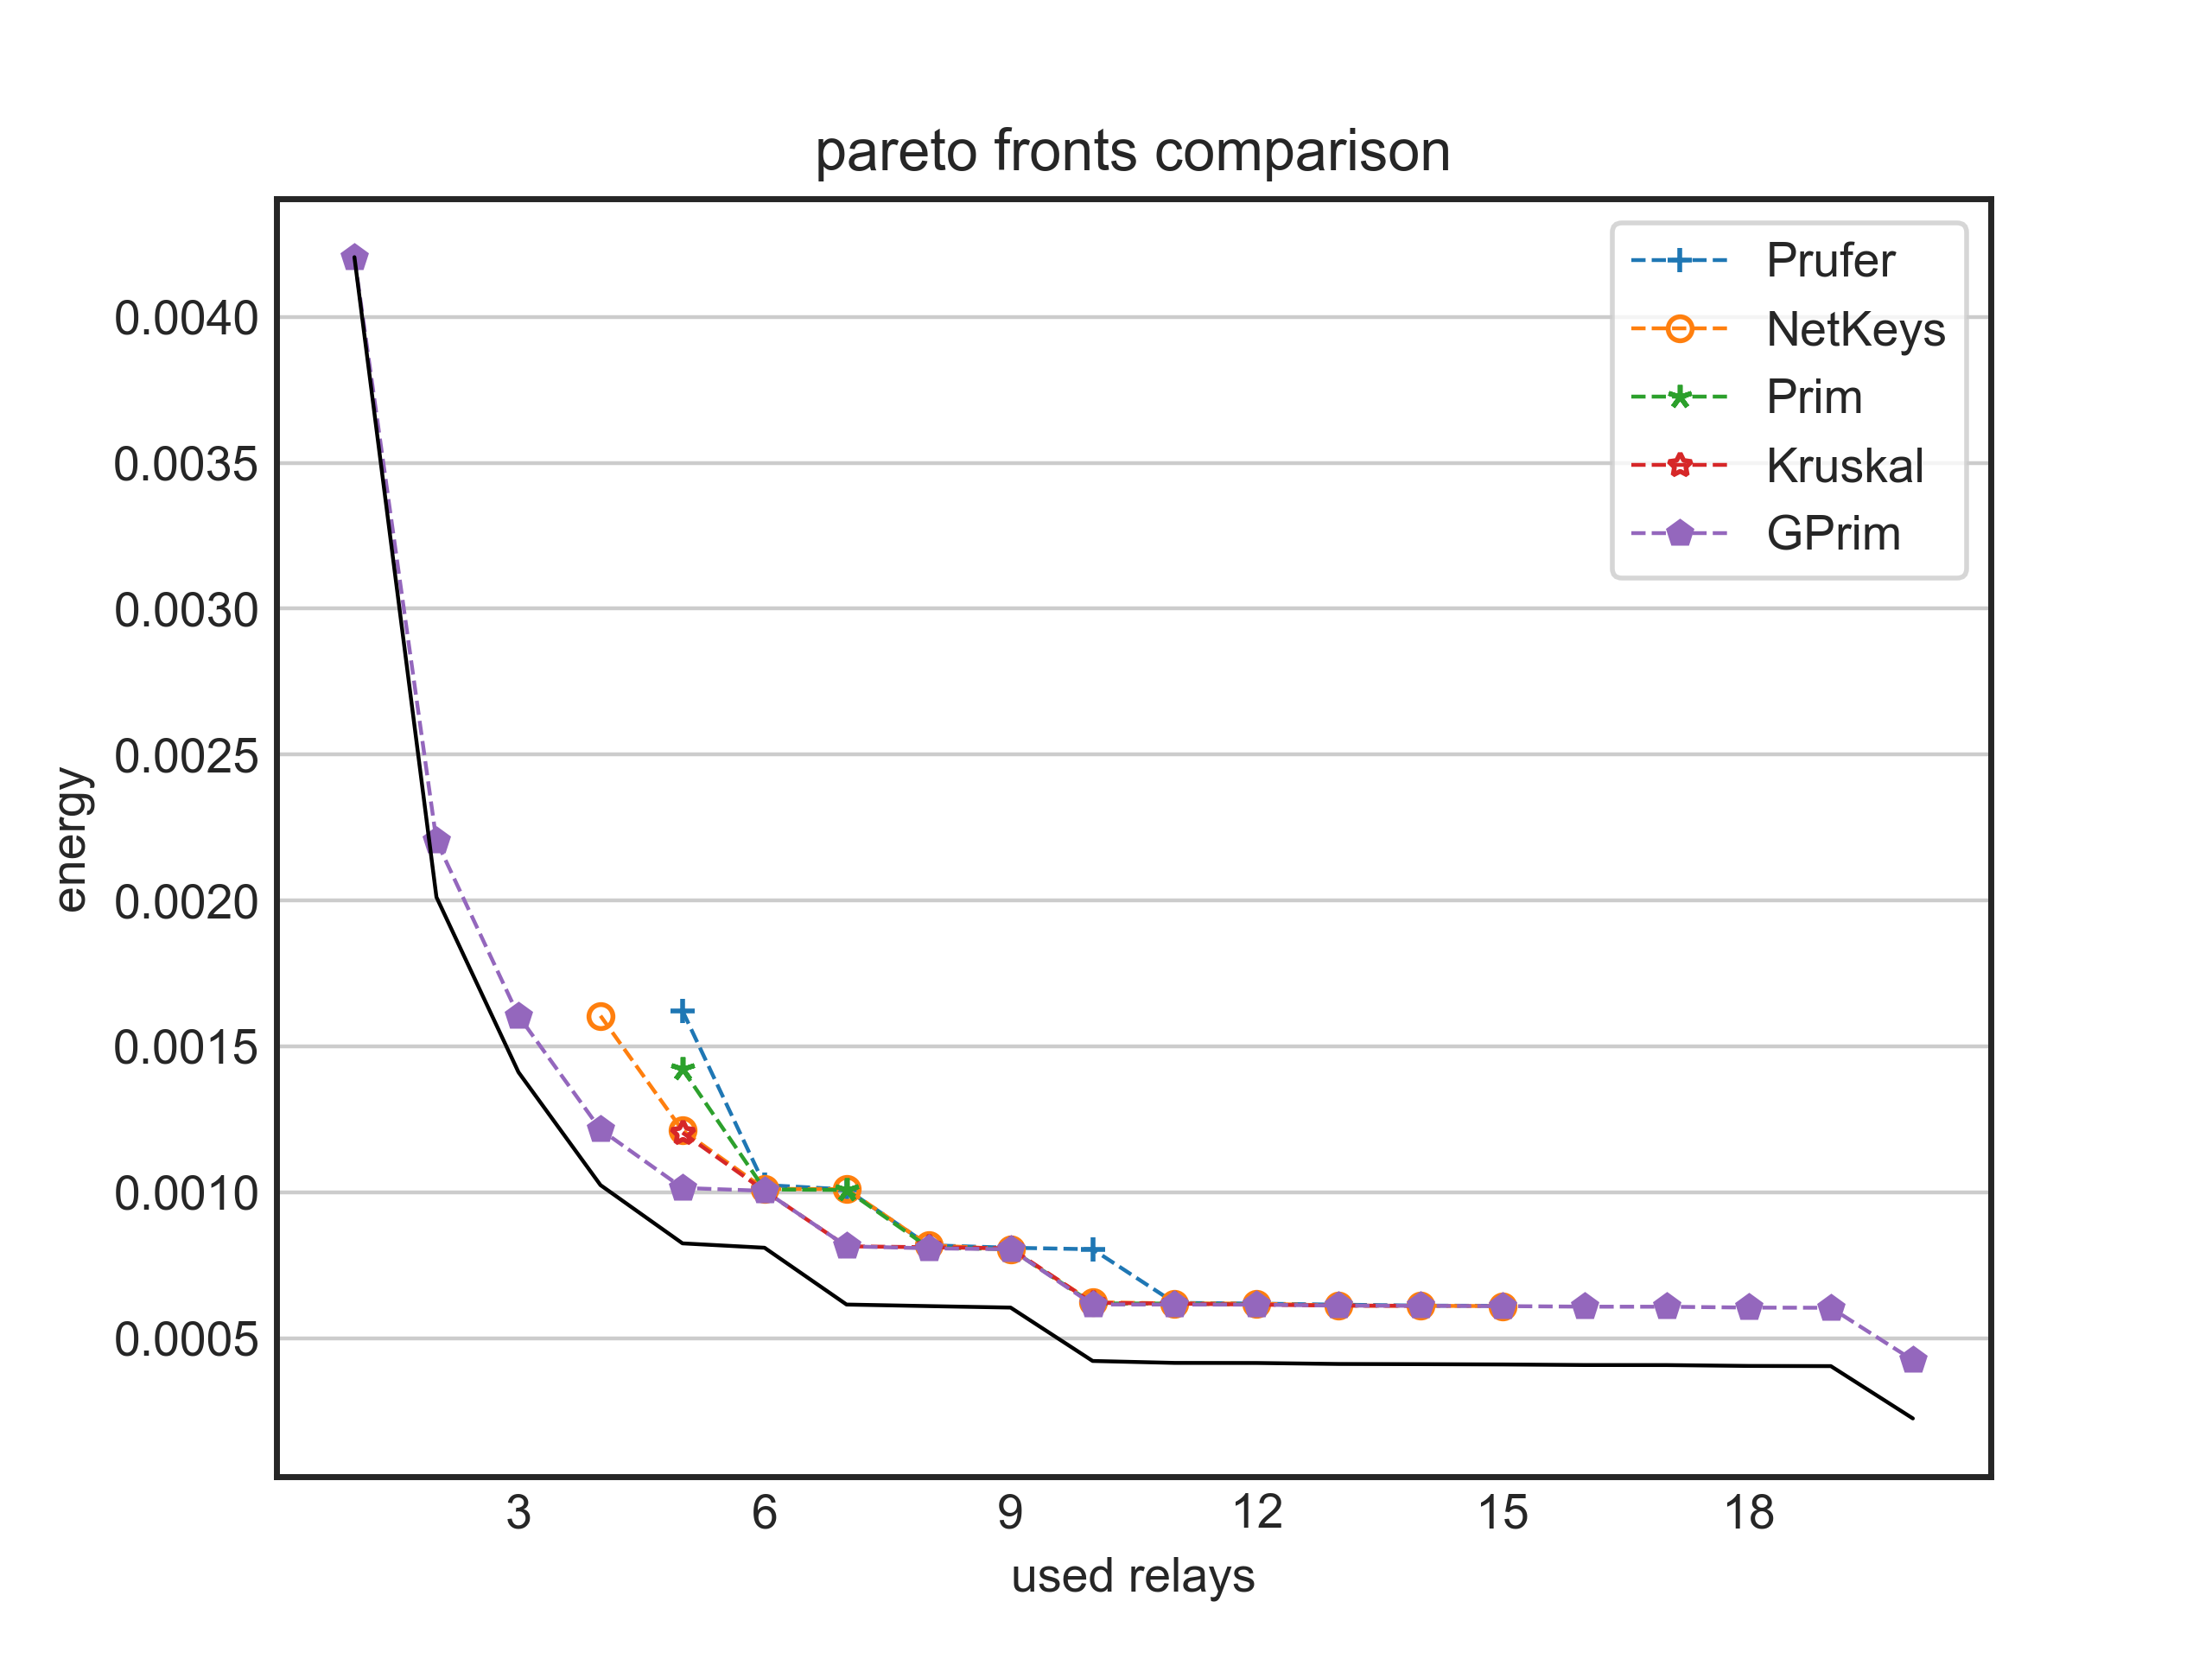 pareto fronts comparison
Prufer
NetKeys
Prim
Kruskal
GPrim
0.0040
0.0035
0.0030
0.0025
0.0020
0.0015
0.0010
0.0005
energy
3 6 9 12 15 18
used relays